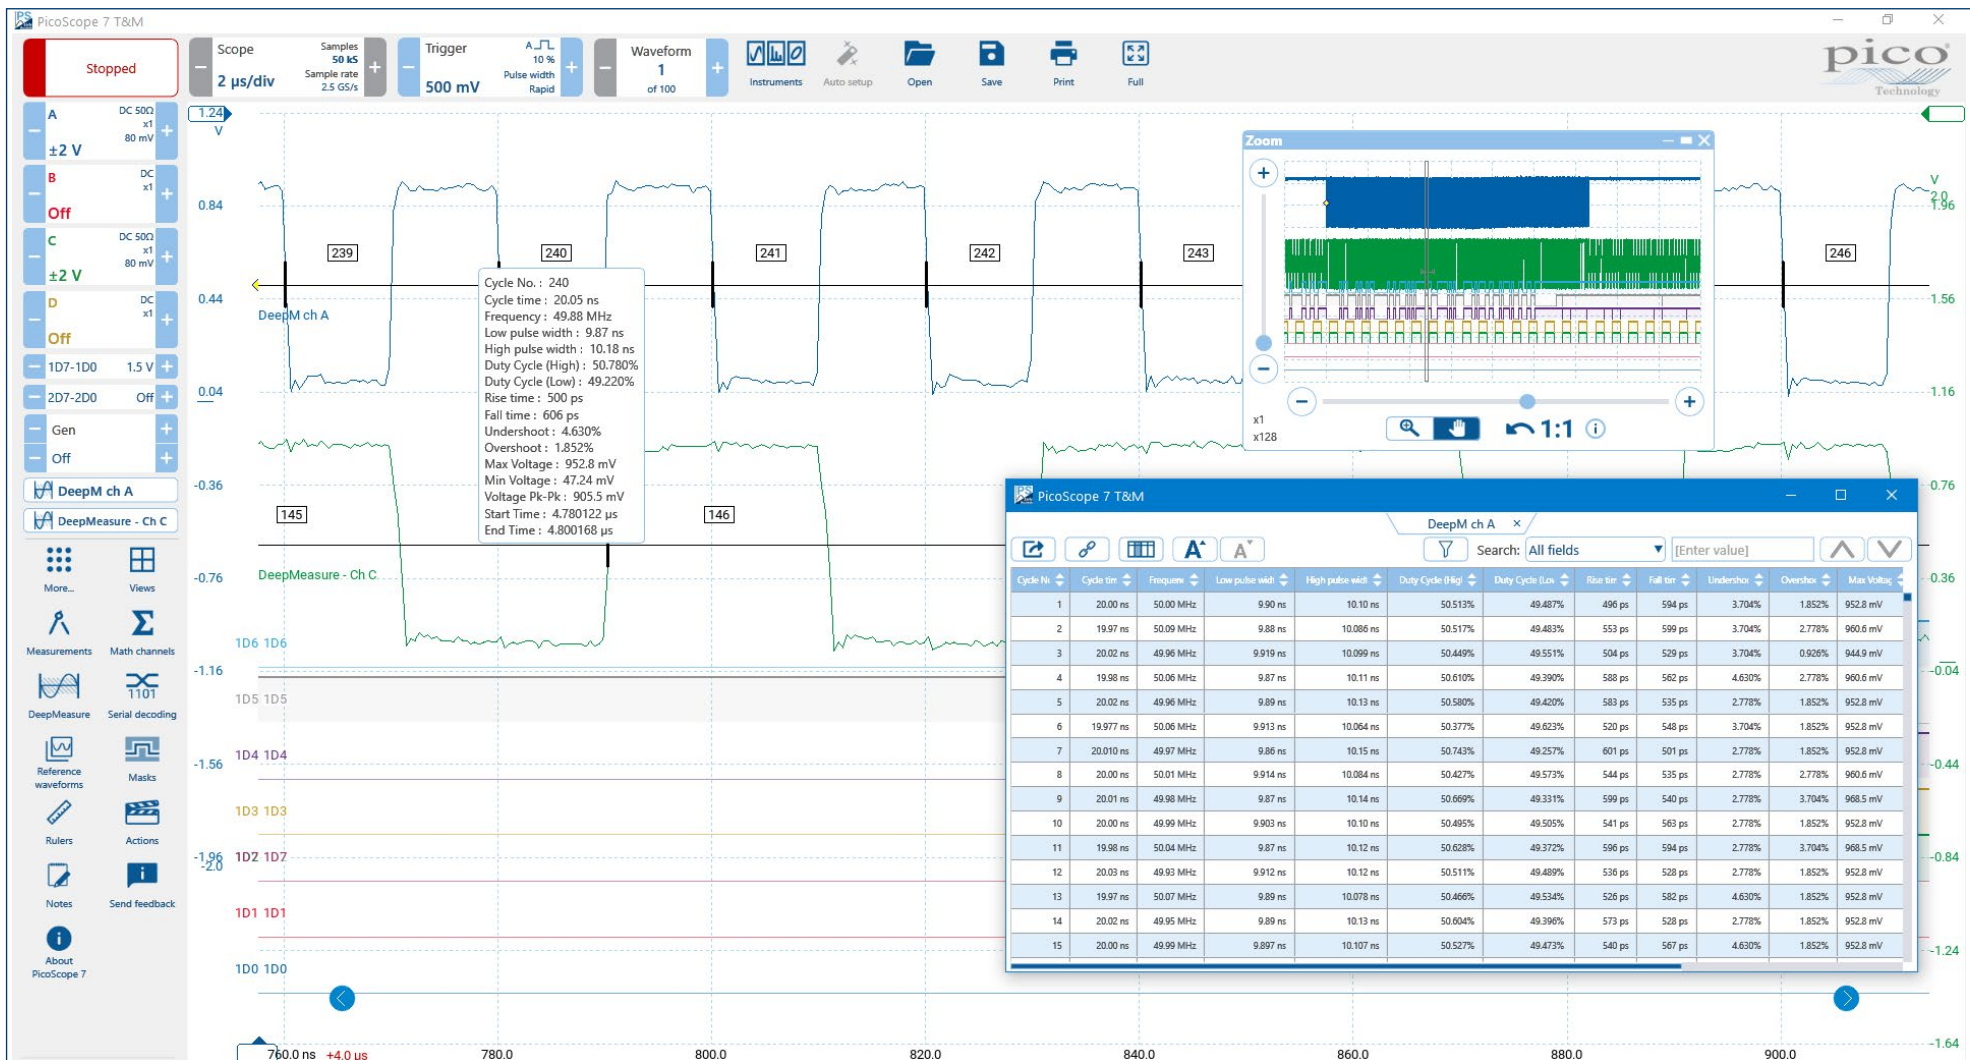 PicoScope 7 T&M
Stopped
Scope
2 µs/div
Samples
50 kS
Sample rate
2.5 GS/s
Trigger
500 mV
A
10 %
Pulse width
Rapid
Waveform
1
of 100
Instruments
Auto setup
Open
Save
Print
Full
pico
Technology
A
DC 50Ω
x1
80 mV
±2 V
B
DC
x1
Off
C
DC 50Ω
x1
80 mV
±2 V
D
DC
x1
Off
1D7-1D0 1.5 V
2D7-2D0 Off
Gen
Off
DeepM ch A
DeepMeasure - Ch C
More...
Views
Measurements
Math channels
DeepMeasure
Serial decoding
Reference waveforms
Masks
Rulers
Actions
Notes
Send feedback
About
PicoScope 7
1.24
V
0.84
0.44
0.04
-0.36
-0.76
-1.16
-1.56
-1.96
-2.0
239
240
241
242
243
246
DeepM ch A
145
146
DeepMeasure - Ch C
Cycle No. : 240
Cycle time : 20.05 ns
Frequency : 49.88 MHz
Low pulse width : 9.87 ns
High pulse width : 10.18 ns
Duty Cycle (High) : 50.780%
Duty Cycle (Low) : 49.220%
Rise time : 500 ps
Fall time : 606 ps
Undershoot : 4.630%
Overshoot : 1.852%
Max Voltage : 952.8 mV
Min Voltage : 47.24 mV
Voltage Pk-Pk : 905.5 mV
Start Time : 4.780122 µs
End Time : 4.800168 µs
1D6 1D6
1D5 1D5
1D4 1D4
1D3 1D3
1D7
1D1 1D1
1D0 1D0
760.0 ns +4.0 µs 780.0 800.0 820.0 840.0 860.0 880.0 900.0
Zoom
x1
x128
1:1
V
2.0
1.96
1.56
1.16
0.76
0.36
-0.04
-0.44
-0.84
-1.24
-1.64
PicoScope 7 T&M
DeepM ch A ×
Search: All fields [Enter value]
Cycle N Cycle tim Frequen Low pulse widt High pulse widt Duty Cycle (Hig Duty Cycle (Lo Rise tim Fall tim Undersho Oversho Max Voltag
1 20.00 ns 50.00 MHz 9.90 ns 10.10 ns 50.513% 49.487% 496 ps 594 ps 3.704% 1.852% 952.8 mV
2 19.97 ns 50.09 MHz 9.88 ns 10.086 ns 50.517% 49.483% 553 ps 599 ps 3.704% 2.778% 960.6 mV
3 20.02 ns 49.96 MHz 9.919 ns 10.099 ns 50.449% 49.551% 504 ps 529 ps 3.704% 0.926% 944.9 mV
4 19.98 ns 50.06 MHz 9.87 ns 10.11 ns 50.610% 49.390% 588 ps 562 ps 4.630% 2.778% 960.6 mV
5 20.02 ns 49.96 MHz 9.89 ns 10.13 ns 50.580% 49.420% 583 ps 535 ps 2.778% 1.852% 952.8 mV
6 19.977 ns 50.06 MHz 9.913 ns 10.064 ns 50.377% 49.623% 520 ps 548 ps 3.704% 1.852% 952.8 mV
7 20.010 ns 49.97 MHz 9.86 ns 10.15 ns 50.743% 49.257% 601 ps 501 ps 2.778% 1.852% 952.8 mV
8 20.00 ns 50.01 MHz 9.914 ns 10.084 ns 50.427% 49.573% 544 ps 535 ps 2.778% 2.778% 960.6 mV
9 20.01 ns 49.98 MHz 9.87 ns 10.14 ns 50.669% 49.331% 599 ps 540 ps 2.778% 3.704% 968.5 mV
10 20.00 ns 49.99 MHz 9.903 ns 10.10 ns 50.495% 49.505% 541 ps 563 ps 2.778% 1.852% 952.8 mV
11 19.98 ns 50.04 MHz 9.87 ns 10.12 ns 50.628% 49.372% 596 ps 594 ps 2.778% 3.704% 968.5 mV
12 20.03 ns 49.93 MHz 9.912 ns 10.12 ns 50.511% 49.489% 536 ps 528 ps 2.778% 1.852% 952.8 mV
13 19.97 ns 50.07 MHz 9.89 ns 10.078 ns 50.466% 49.534% 526 ps 582 ps 4.630% 1.852% 952.8 mV
14 20.02 ns 49.95 MHz 9.89 ns 10.13 ns 50.604% 49.396% 573 ps 528 ps 2.778% 1.852% 952.8 mV
15 20.00 ns 49.99 MHz 9.897 ns 10.107 ns 50.527% 49.473% 540 ps 567 ps 4.630% 1.852% 952.8 mV